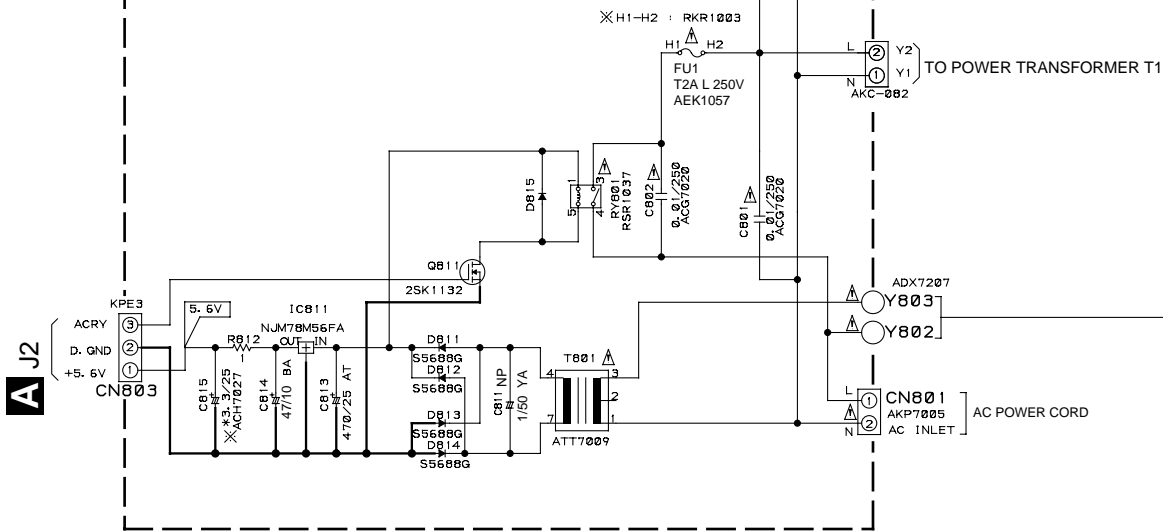 ※H1-H2 : RKR1003
H1 H2
FU1
T2A L 250V
AEK1057
L 2 Y2
N 1 Y1
AKC-082
TO POWER TRANSFORMER T1
D815
1 3
5 4
RY801
RSR1037
C802
0.01/250
ACG7020
C801
0.01/250
ACG7020
Q811
2SK1132
ADX7207
Y803
Y802
A J2
KPE3
ACRY 3
D.GND 2
+5.6V 1
CN803
5.6V
R812
1
IC811
NJM78M56FA
OUT IN
C815
※*3.3/25
ACH7027
C814
47/10 BA
C813
470/25 AT
D811
S5688G
D812
S5688G
D813
S5688G
D814
S5688G
C811 NP
1/50 YA
T801
4 3
2
7 1
ATT7009
L 1
N 2
CN801
AKP7005
AC INLET
AC POWER CORD